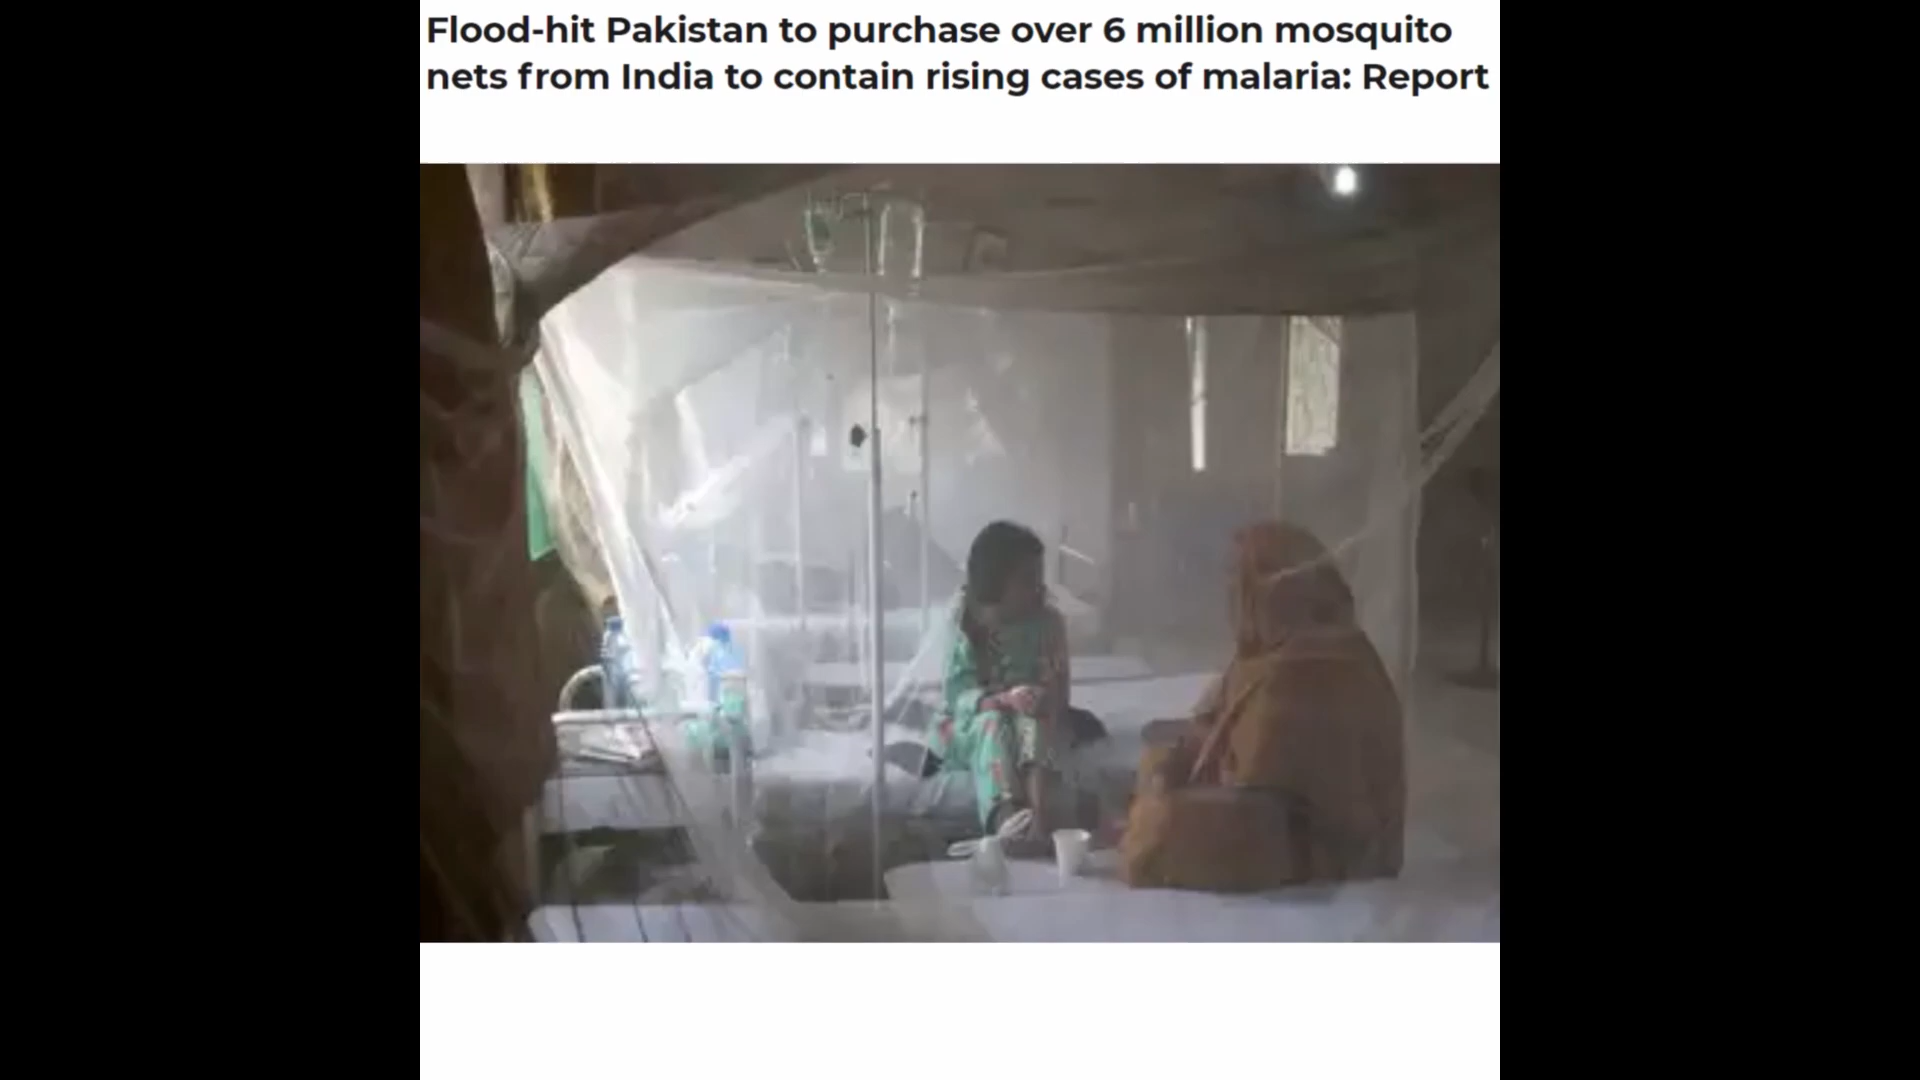 Flood-hit Pakistan to purchase over 6 million mosquito
nets from India to contain rising cases of malaria: Report